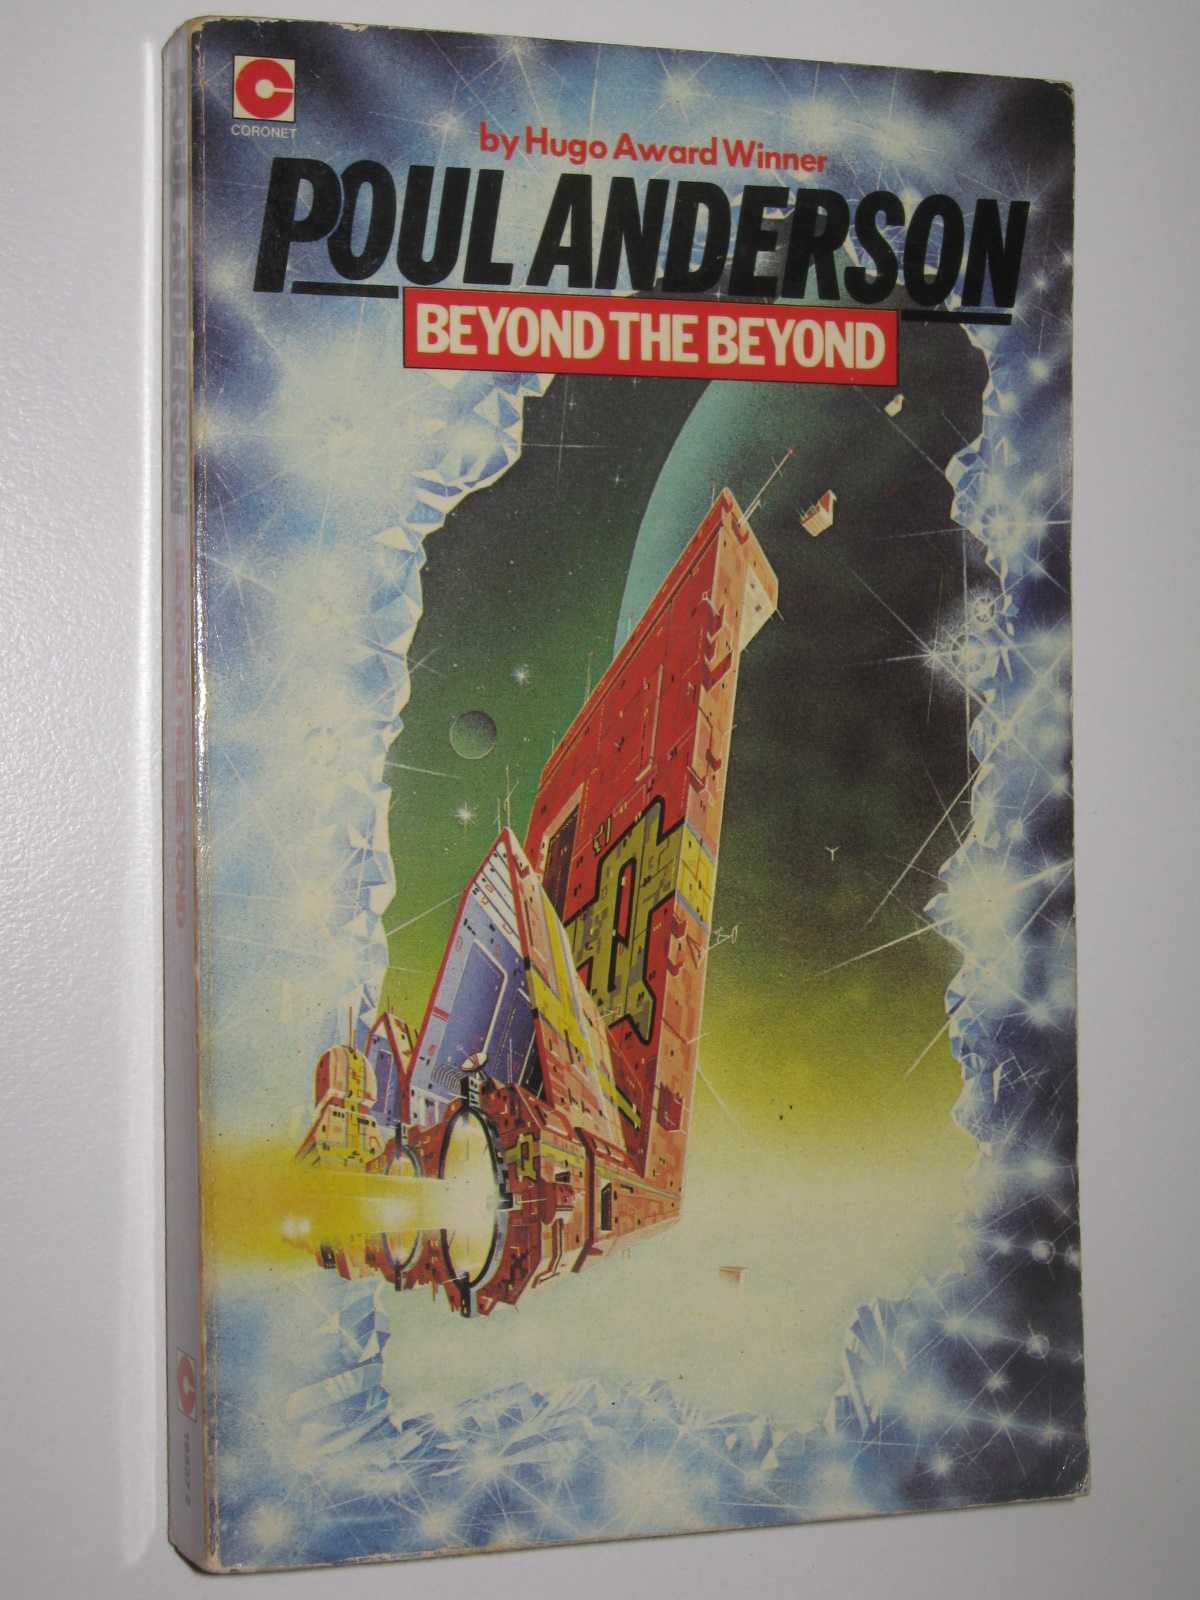 CORONET
by Hugo Award Winner
POUL ANDERSON
BEYOND THE BEYOND
POUL ANDERSON BEYOND THE BEYOND